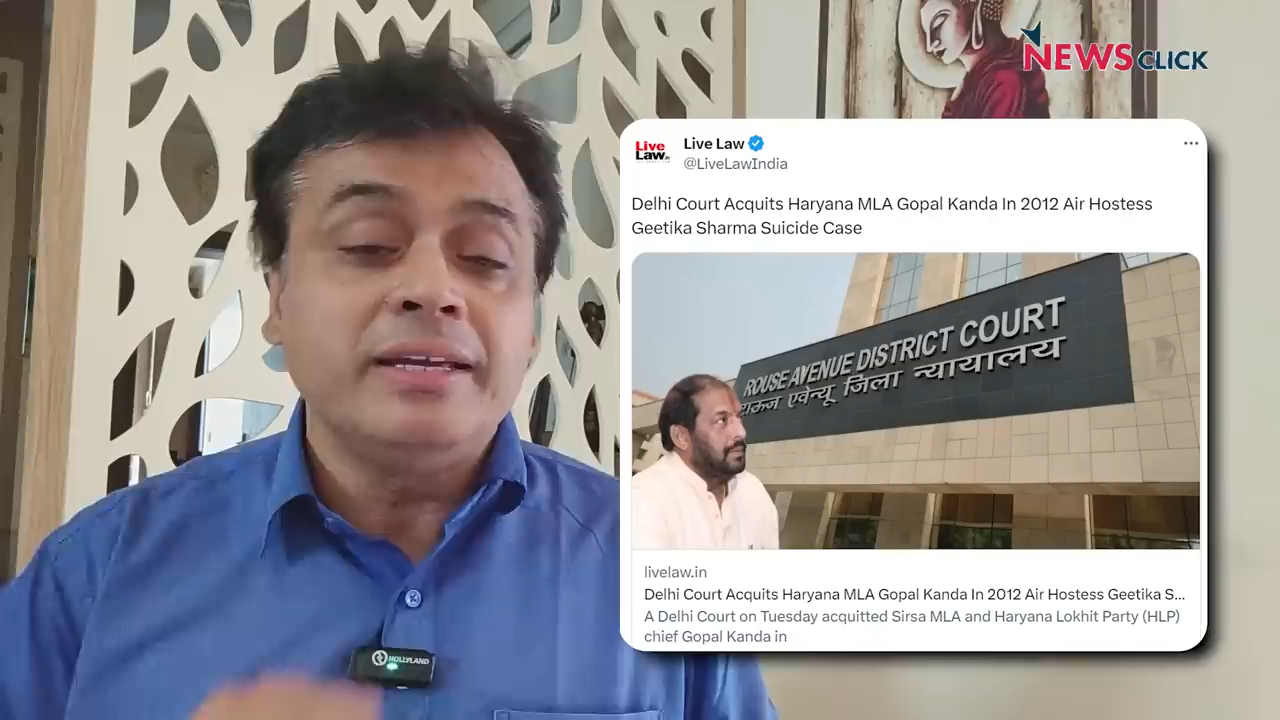 NEWSCLICK
Live Law
@LiveLawIndia
Live
Law.in
Delhi Court Acquits Haryana MLA Gopal Kanda In 2012 Air Hostess
Geetika Sharma Suicide Case
ROUSE AVENUE DISTRICT COURT
राऊज एवेन्यू जिला न्यायालय
livelaw.in
Delhi Court Acquits Haryana MLA Gopal Kanda In 2012 Air Hostess Geetika S...
A Delhi Court on Tuesday acquitted Sirsa MLA and Haryana Lokhit Party (HLP)
chief Gopal Kanda in
HOLLYLAND